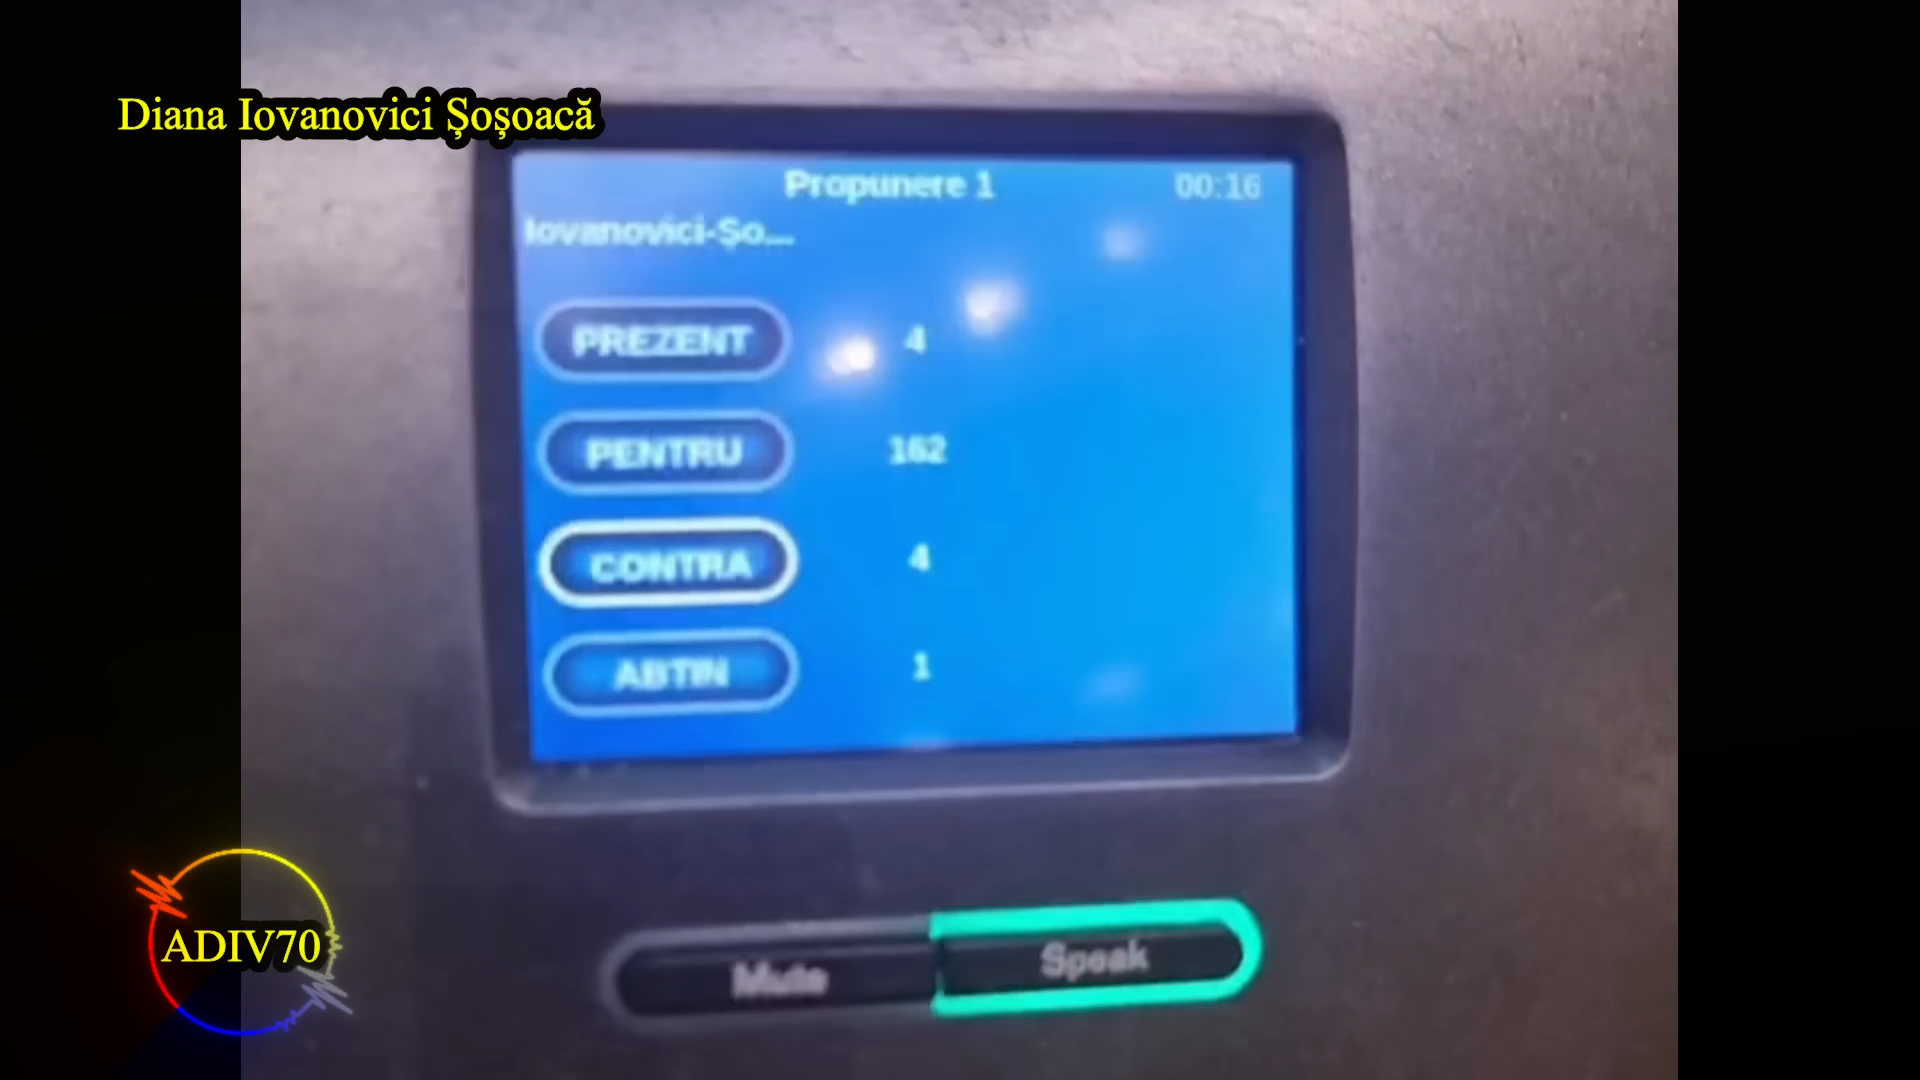 Diana Iovanovici Șoșoacă
Propunere 1
00:16
Iovanovici-Șo...
PREZENT 4
PENTRU 162
CONTRA 4
ABTIN 1
Mute
Speak
ADIV70